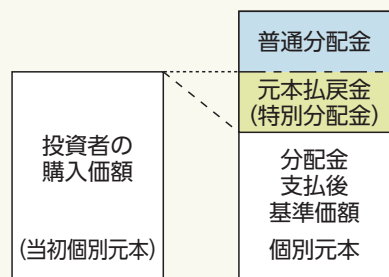 普通分配金
元本払戻金
(特別分配金)
投資者の
購入価額
(当初個別元本)
分配金
支払後
基準価額
個別元本